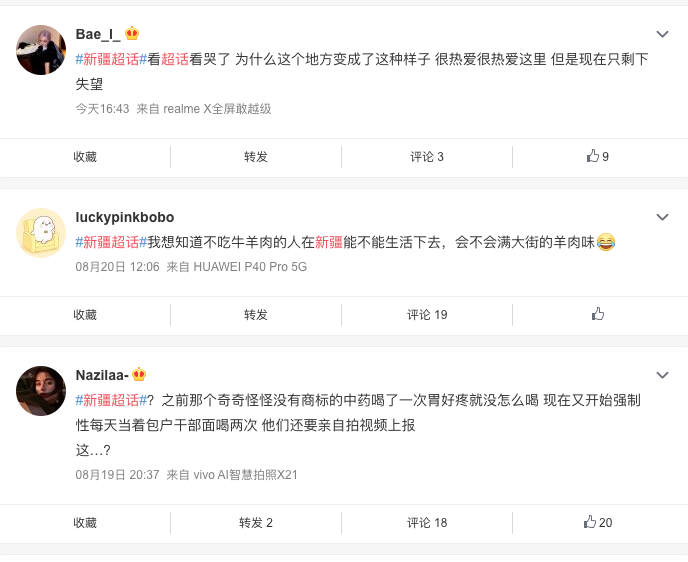 Bae_I_
#新疆超话#看超话看哭了 为什么这个地方变成了这种样子 很热爱很热爱这里 但是现在只剩下
失望
今天16:43 来自 realme X全屏敢越级
收藏 转发 评论 3 9
luckypinkbobo
#新疆超话#我想知道不吃牛羊肉的人在新疆能不能生活下去，会不会满大街的羊肉味😂
08月20日 12:06 来自 HUAWEI P40 Pro 5G
收藏 转发 评论 19
Nazilaa-
#新疆超话#？之前那个奇奇怪怪没有商标的中药喝了一次胃好疼就没怎么喝 现在又开始强制
性每天当着包户干部面喝两次 他们还要亲自拍视频上报
这…?
08月19日 20:37 来自 vivo AI智慧拍照X21
收藏 转发 2 评论 18 20